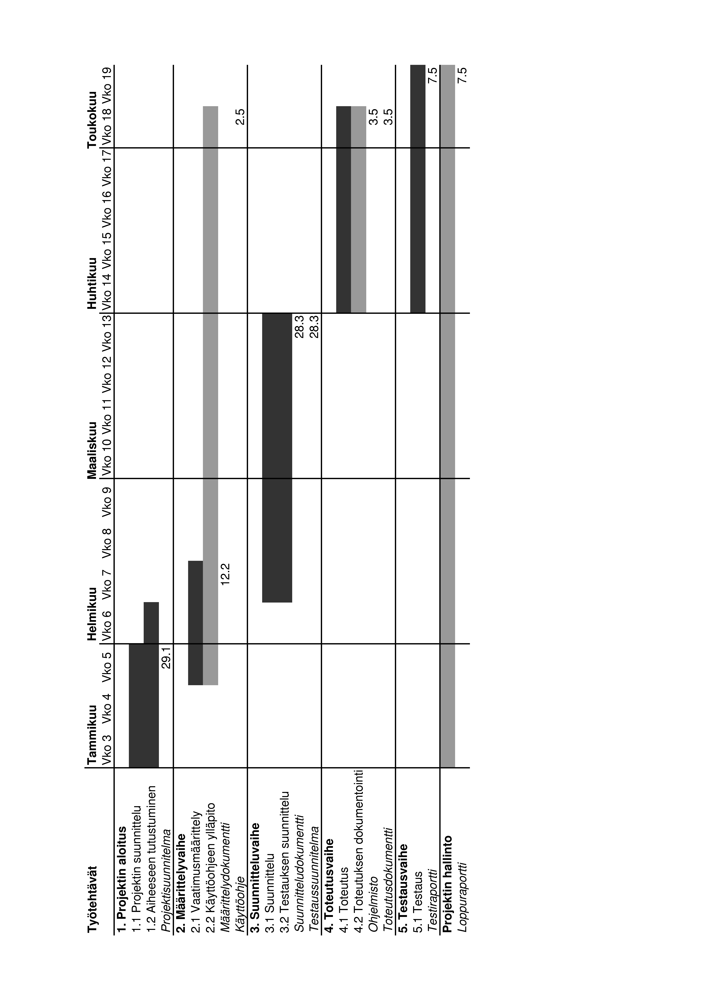 Työtehtävät Tammikuu Helmikuu Maaliskuu Huhtikuu Toukokuu
Vko 3 Vko 4 Vko 5 Vko 6 Vko 7 Vko 8 Vko 9 Vko 10 Vko 11 Vko 12 Vko 13 Vko 14 Vko 15 Vko 16 Vko 17 Vko 18 Vko 19
1. Projektin aloitus
1.1 Projektin suunnittelu
1.2 Aiheeseen tutustuminen
Projektisuunnitelma 29.1
2. Määrittelyvaihe
2.1 Vaatimusmäärittely
2.2 Käyttöohjeen ylläpito
Määrittelydokumentti 12.2
Käyttöohje 2.5
3. Suunnitteluvaihe
3.1 Suunnittelu
3.2 Testauksen suunnittelu
Suunnitteludokumentti 28.3
Testaussuunnitelma 28.3
4. Toteutusvaihe
4.1 Toteutus
4.2 Toteutuksen dokumentointi
Ohjelmisto 3.5
Toteutusdokumentti 3.5
5. Testausvaihe
5.1 Testaus
Testiraportti 7.5
Projektin hallinto
Loppuraportti 7.5